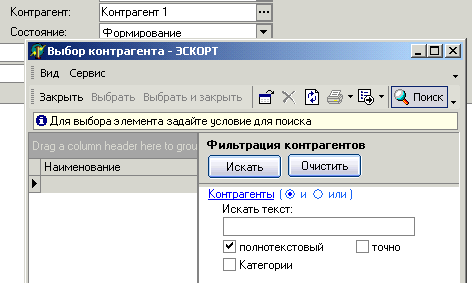 Контрагент: Контрагент 1 ...
Состояние: Формирование
Выбор контрагента - ЭСКОРТ
Вид Сервис
Закрыть Выбрать Выбрать и закрыть Поиск
Для выбора элемента задайте условие для поиска
Drag a column header here to grou
Наименование
Фильтрация контрагентов
Искать Очистить
Контрагенты ( и или )
Искать текст:
полнотекстовый точно
Категории